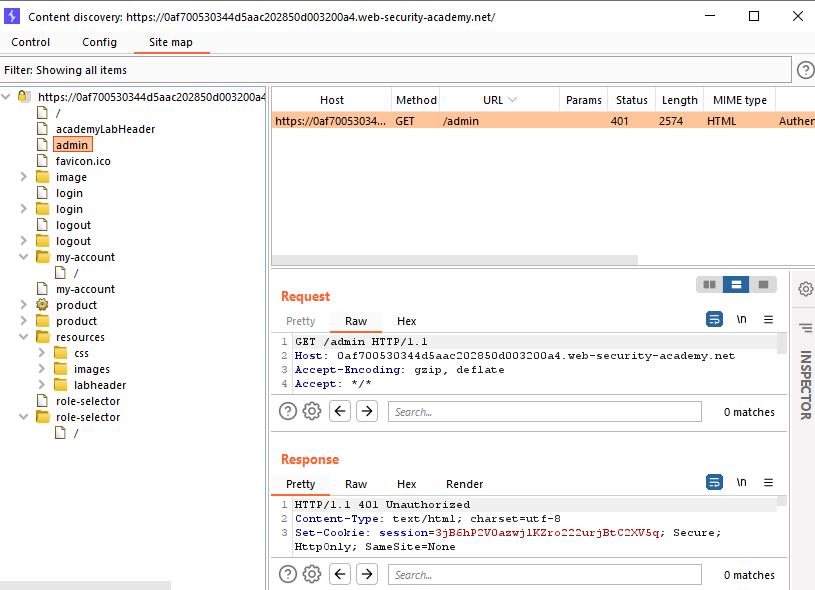 Content discovery: https://0af700530344d5aac202850d003200a4.web-security-academy.net/
Control Config Site map
Filter: Showing all items
https://0af700530344d5aac202850d003200a4
/
academyLabHeader
admin
favicon.ico
image
login
login
logout
logout
my-account
/
my-account
product
product
resources
css
images
labheader
role-selector
role-selector
/
Host Method URL Params Status Length MIME type
https://0af70053034... GET /admin 401 2574 HTML Authen
Request
Pretty Raw Hex \n
1 GET /admin HTTP/1.1
2 Host: 0af700530344d5aac202850d003200a4.web-security-academy.net
3 Accept-Encoding: gzip, deflate
4 Accept: */*
Search... 0 matches
Response
Pretty Raw Hex Render \n
1 HTTP/1.1 401 Unauthorized
2 Content-Type: text/html; charset=utf-8
3 Set-Cookie: session=3jB6hP2V0azwjlKZro222urjBtC2XV5q; Secure;
HttpOnly; SameSite=None
Search... 0 matches
INSPECTOR